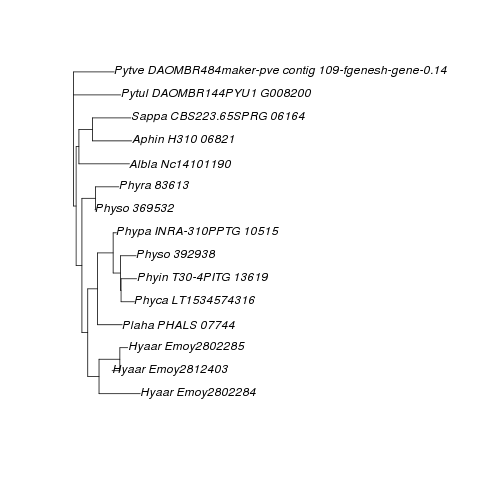 Pytve DAOMBR484maker-pve contig 109-fgenesh-gene-0.14
Pytul DAOMBR144PYU1 G008200
Sappa CBS223.65SPRG 06164
Aphin H310 06821
Albla Nc14101190
Phyra 83613
Physo 369532
Phypa INRA-310PPTG 10515
Physo 392938
Phyin T30-4PITG 13619
Phyca LT1534574316
Plaha PHALS 07744
Hyaar Emoy2802285
Hyaar Emoy2812403
Hyaar Emoy2802284